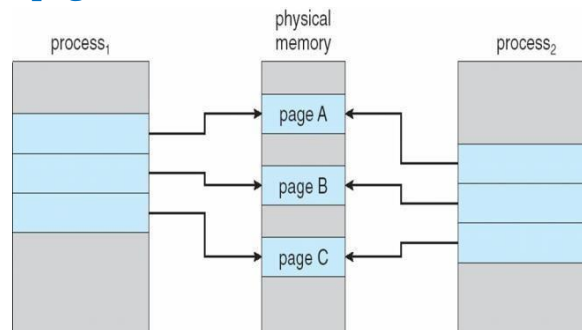 physical
memory
process₁
process₂
page A
page B
page C